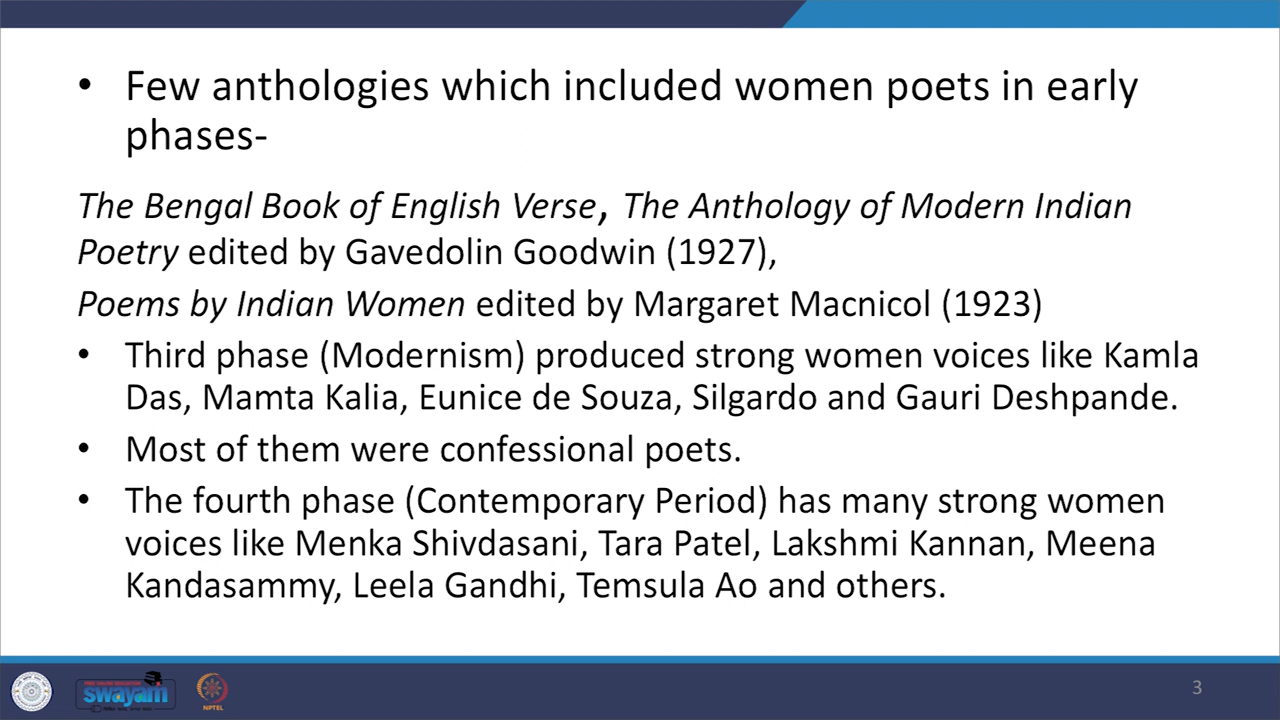 • Few anthologies which included women poets in early
phases-
The Bengal Book of English Verse, The Anthology of Modern Indian
Poetry edited by Gavedolin Goodwin (1927),
Poems by Indian Women edited by Margaret Macnicol (1923)
• Third phase (Modernism) produced strong women voices like Kamla
Das, Mamta Kalia, Eunice de Souza, Silgardo and Gauri Deshpande.
• Most of them were confessional poets.
• The fourth phase (Contemporary Period) has many strong women
voices like Menka Shivdasani, Tara Patel, Lakshmi Kannan, Meena
Kandasammy, Leela Gandhi, Temsula Ao and others.
swayam
NPTEL
3